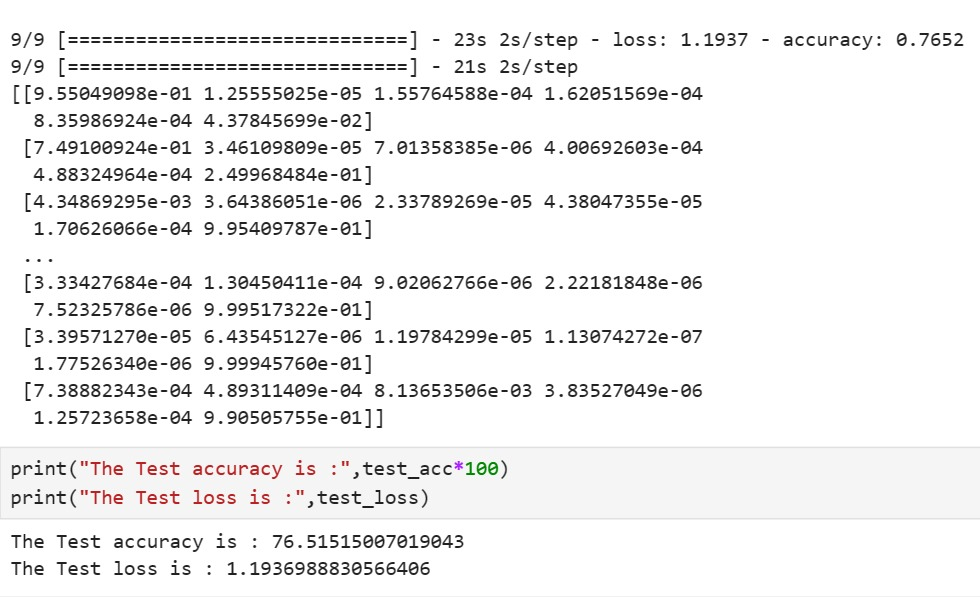 9/9 [==============================] - 23s 2s/step - loss: 1.1937 - accuracy: 0.7652
9/9 [==============================] - 21s 2s/step
[[9.55049098e-01 1.25555025e-05 1.55764588e-04 1.62051569e-04
  8.35986924e-04 4.37845699e-02]
 [7.49100924e-01 3.46109809e-05 7.01358385e-06 4.00692603e-04
  4.88324964e-04 2.49968484e-01]
 [4.34869295e-03 3.64386051e-06 2.33789269e-05 4.38047355e-05
  1.70626066e-04 9.95409787e-01]
 ...
 [3.33427684e-04 1.30450411e-04 9.02062766e-06 2.22181848e-06
  7.52325786e-06 9.99517322e-01]
 [3.39571270e-05 6.43545127e-06 1.19784299e-05 1.13074272e-07
  1.77526340e-06 9.99945760e-01]
 [7.38882343e-04 4.89311409e-04 8.13653506e-03 3.83527049e-06
  1.25723658e-04 9.90505755e-01]]
print("The Test accuracy is :",test_acc*100)
print("The Test loss is :",test_loss)
The Test accuracy is : 76.51515007019043
The Test loss is : 1.1936988830566406